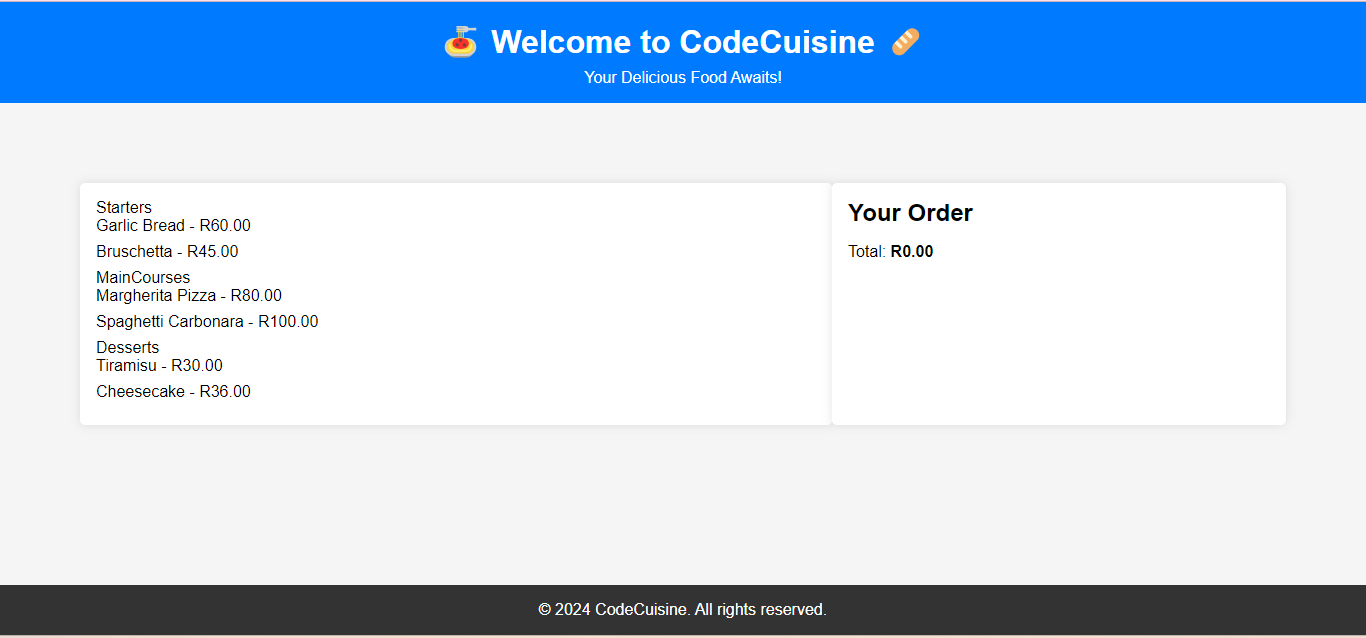 Welcome to CodeCuisine
Your Delicious Food Awaits!
Starters
Garlic Bread - R60.00
Bruschetta - R45.00
MainCourses
Margherita Pizza - R80.00
Spaghetti Carbonara - R100.00
Desserts
Tiramisu - R30.00
Cheesecake - R36.00
Your Order
Total: R0.00
© 2024 CodeCuisine. All rights reserved.